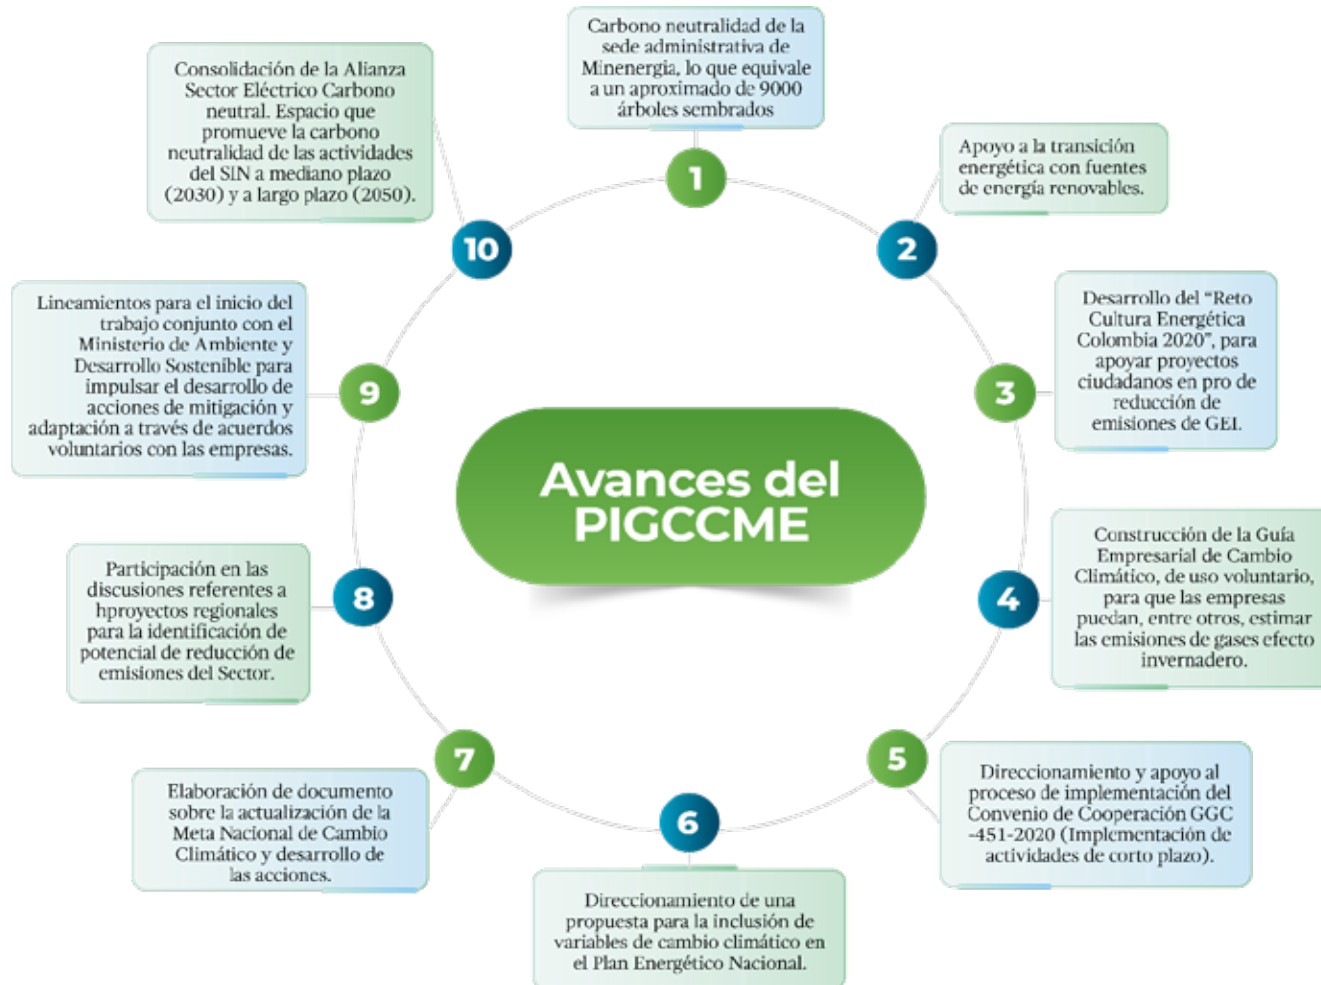 Avances del
PIGCCME
1
Carbono neutralidad de la
sede administrativa de
Minenergia, lo que equivale
a un aproximado de 9000
árboles sembrados
2
Apoyo a la transición
energética con fuentes
de energía renovables.
3
Desarrollo del “Reto
Cultura Energética
Colombia 2020”, para
apoyar proyectos
ciudadanos en pro de
reducción de
emisiones de GEI.
4
Construcción de la Guía
Empresarial de Cambio
Climático, de uso voluntario,
para que las empresas
puedan, entre otros, estimar
las emisiones de gases efecto
invernadero.
5
Direccionamiento y apoyo al
proceso de implementación del
Convenio de Cooperación GGC
-451-2020 (Implementación de
actividades de corto plazo).
6
Direccionamiento de una
propuesta para la inclusión de
variables de cambio climático en
el Plan Energético Nacional.
7
Elaboración de documento
sobre la actualización de la
Meta Nacional de Cambio
Climático y desarrollo de
las acciones.
8
Participación en las
discusiones referentes a
hproyectos regionales
para la identificación de
potencial de reducción de
emisiones del Sector.
9
Lineamientos para el inicio del
trabajo conjunto con el
Ministerio de Ambiente y
Desarrollo Sostenible para
impulsar el desarrollo de
acciones de mitigación y
adaptación a través de acuerdos
voluntarios con las empresas.
10
Consolidación de la Alianza
Sector Eléctrico Carbono
neutral. Espacio que
promueve la carbono
neutralidad de las actividades
del SIN a mediano plazo
(2030) y a largo plazo (2050).